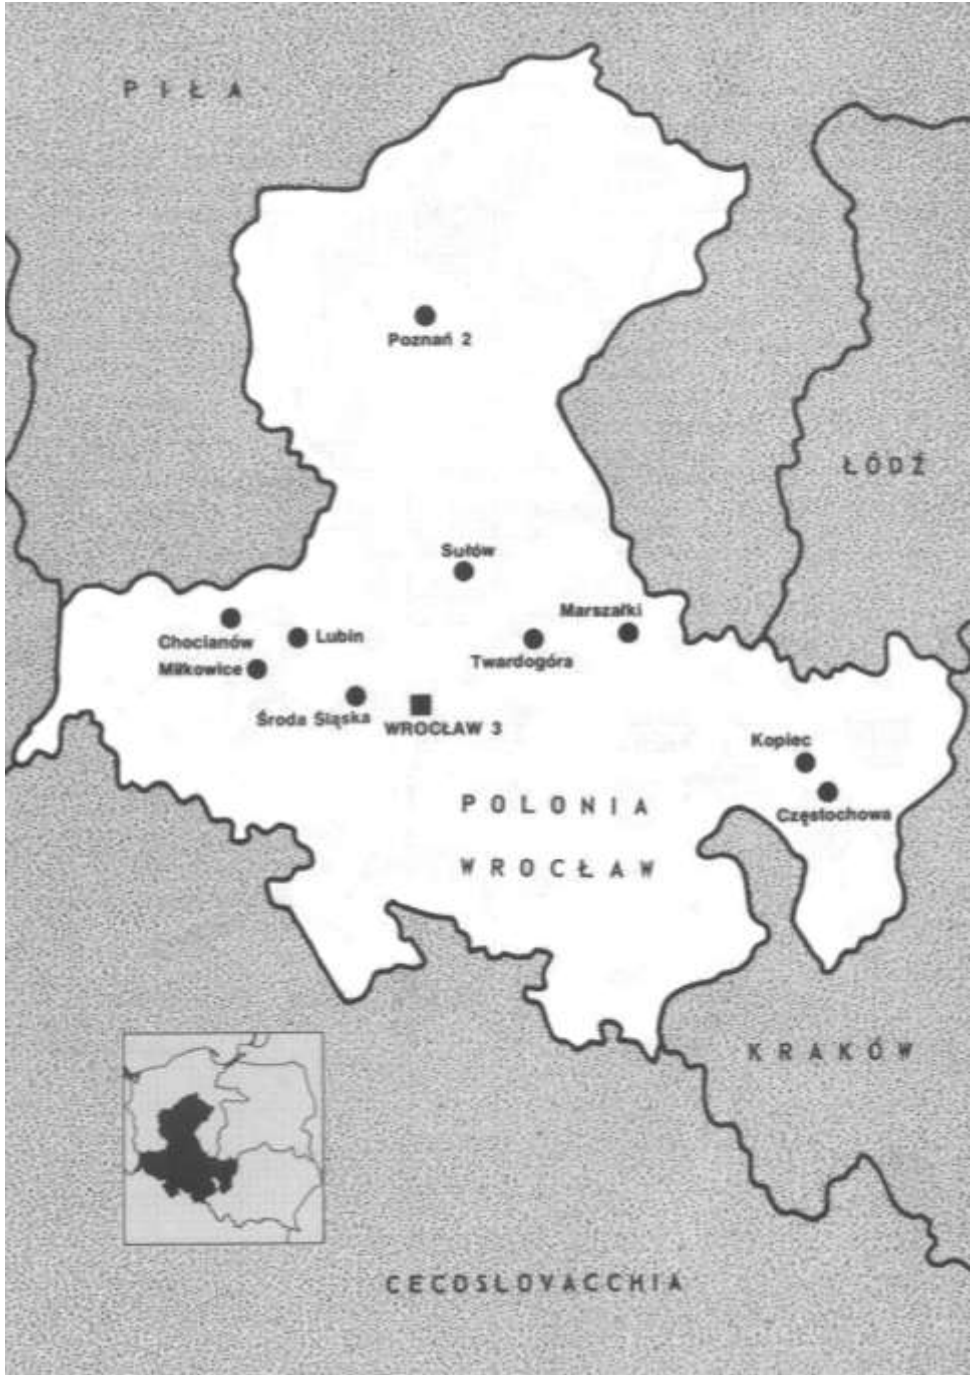 PIŁA
Poznań 2
ŁÓDŹ
Sułów
Marszałki
Chocianów
Lubin
Twardogóra
Miłkowice
Środa Śląska
WROCŁAW 3
Kopiec
POLONIA
Częstochowa
WROCŁAW
KRAKÓW
CECOSLOVACCHIA